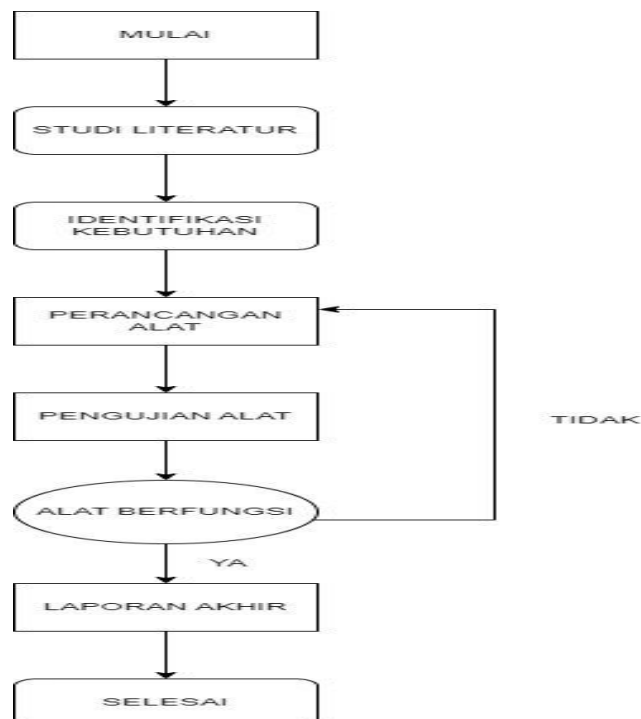 MULAI
STUDI LITERATUR
IDENTIFIKASI
KEBUTUHAN
PERANCANGAN
ALAT
PENGUJIAN ALAT
TIDAK
ALAT BERFUNGSI
YA
LAPORAN AKHIR
SELESAI